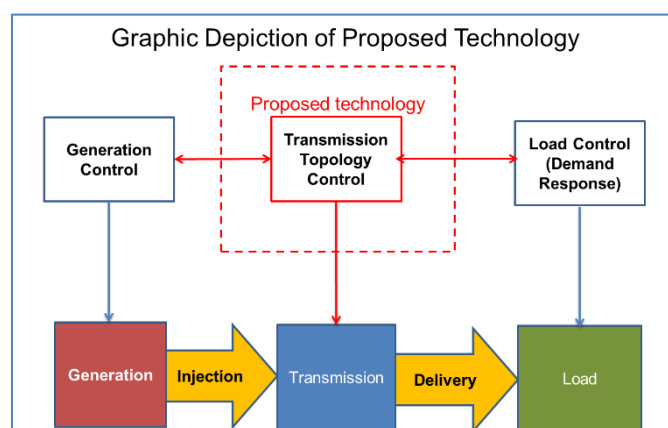 Graphic Depiction of Proposed Technology
Proposed technology
Generation
Control
Transmission
Topology
Control
Load Control
(Demand
Response)
Generation
Injection
Transmission
Delivery
Load